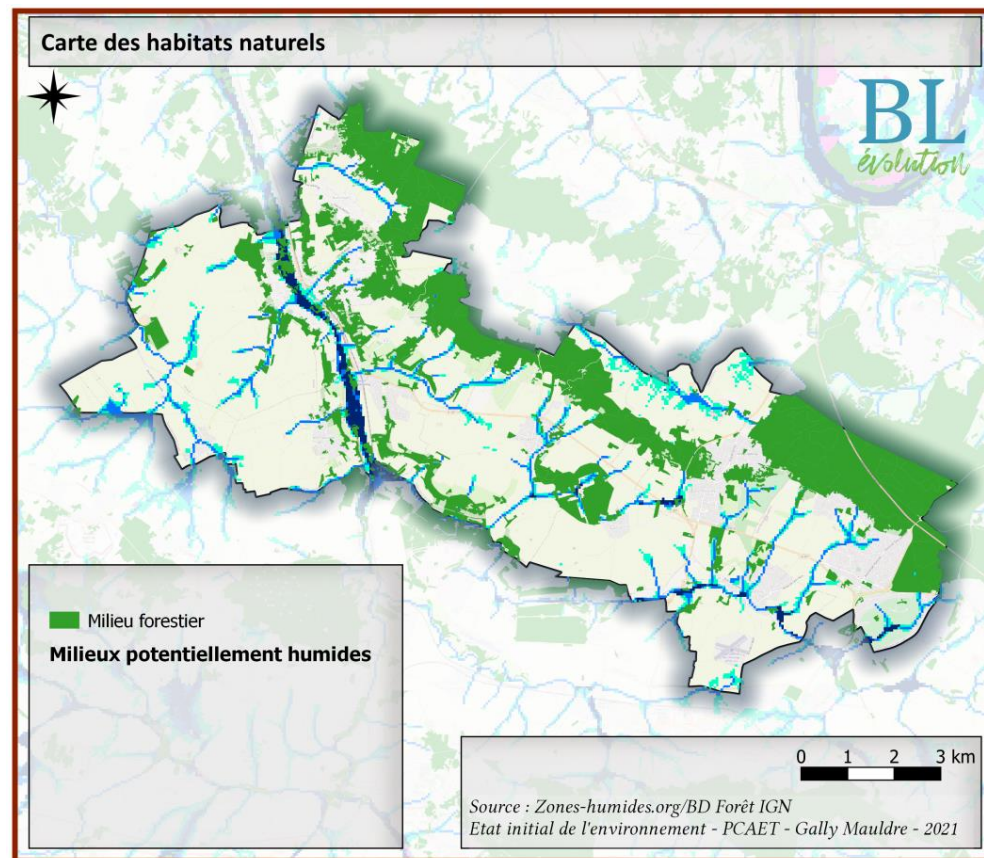 Carte des habitats naturels
BL
évolution
Milieu forestier
Milieux potentiellement humides
0 1 2 3 km
Source : Zones-humides.org/BD Forêt IGN
Etat initial de l'environnement - PCAET - Gally Mauldre - 2021